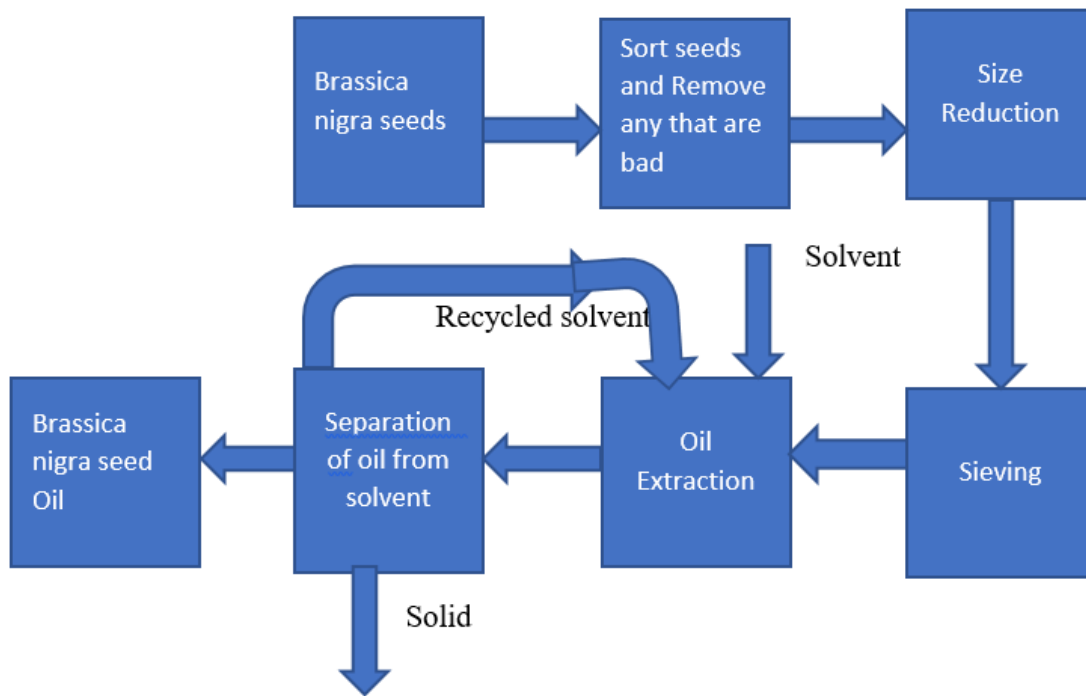 Brassica
nigra seeds
Sort seeds
and Remove
any that are
bad
Size
Reduction
Solvent
Recycled solvent
Brassica
nigra seed
Oil
Separation
of oil from
solvent
Oil
Extraction
Sieving
Solid